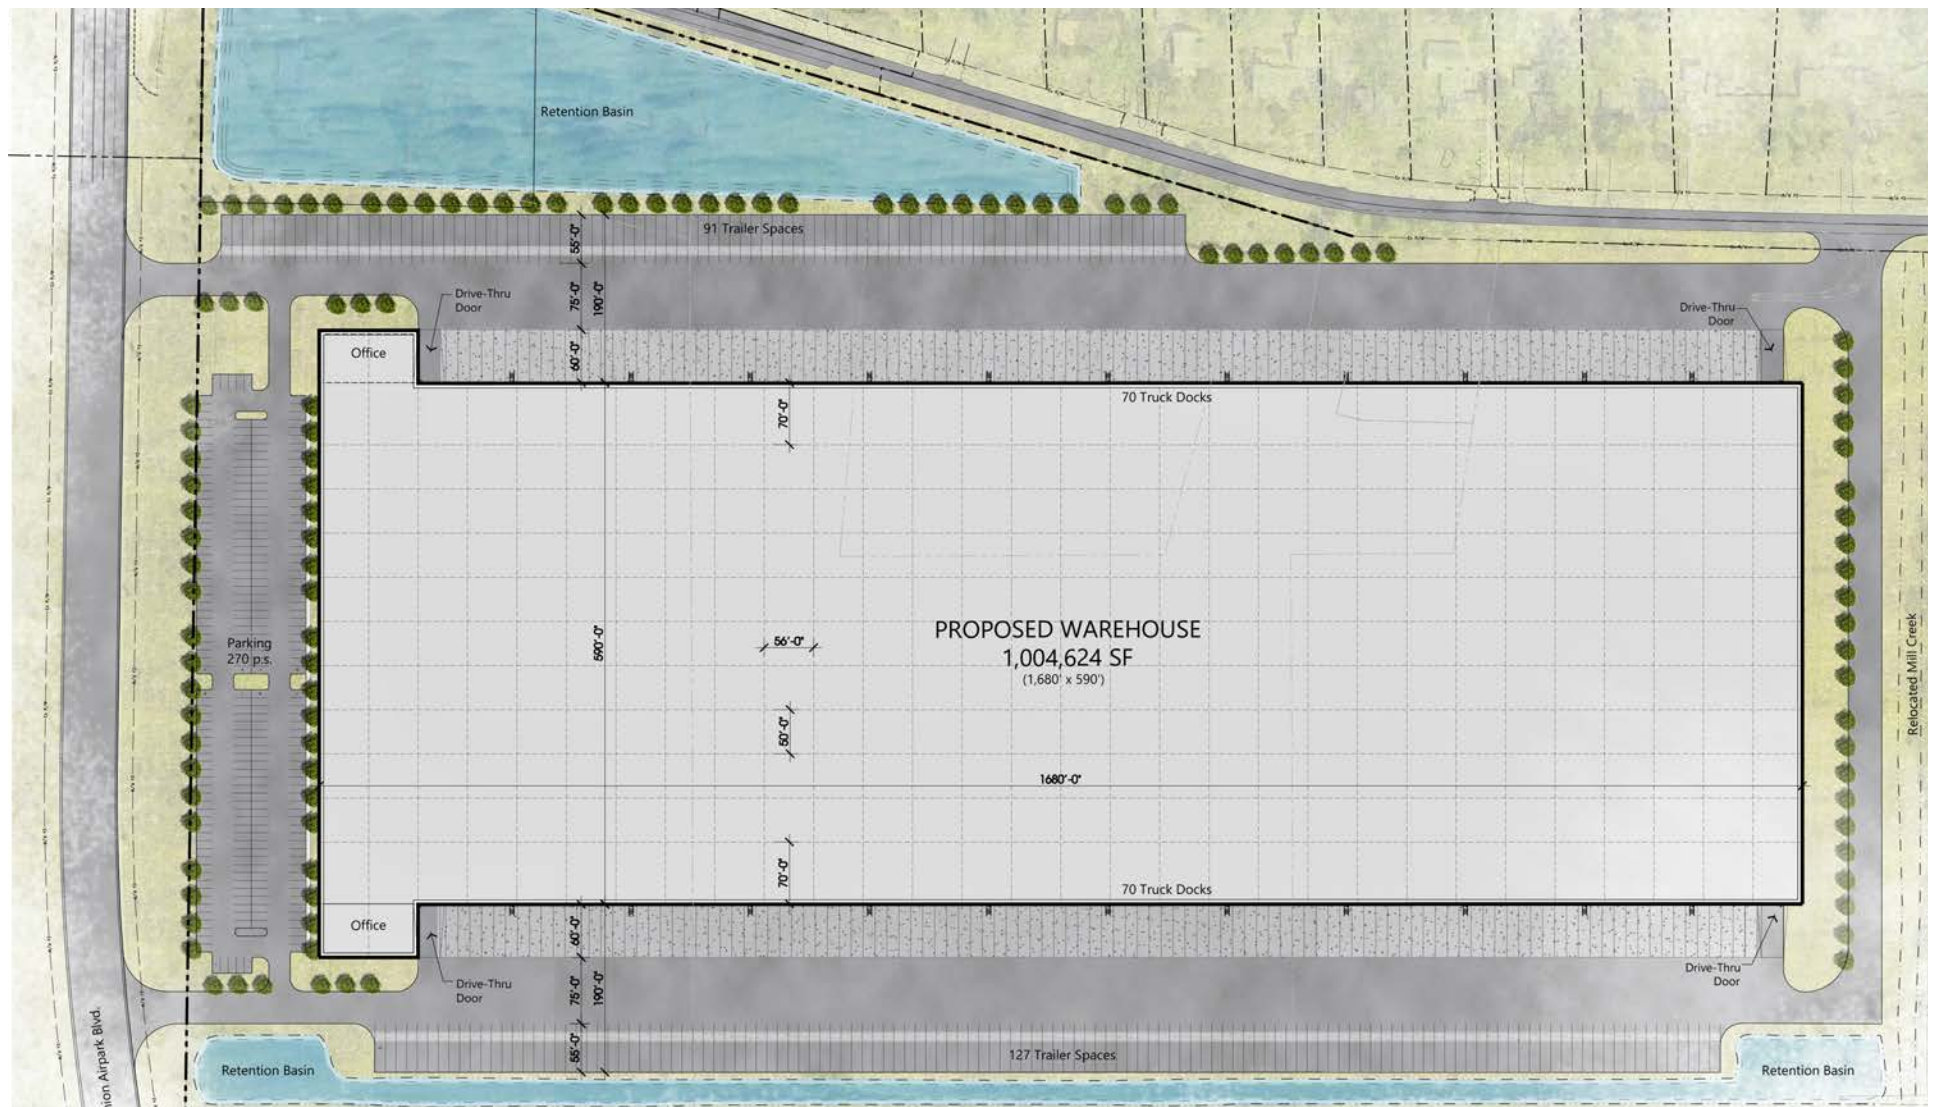 Retention Basin
91 Trailer Spaces
55'-0"
75'-0"
190'-0"
60'-0"
Drive-Thru
Door
Drive-Thru
Door
Office
70 Truck Docks
70'-0"
590'-0"
56'-0"
PROPOSED WAREHOUSE
1,004,624 SF
(1,680' x 590')
Parking
270 p.s.
Relocated Mill Creek
50'-0"
1680'-0"
70'-0"
70 Truck Docks
Office
60'-0"
Drive-Thru
Door
Drive-Thru
Door
75'-0"
190'-0"
55'-0"
127 Trailer Spaces
Retention Basin
Retention Basin
Airpark Blvd.